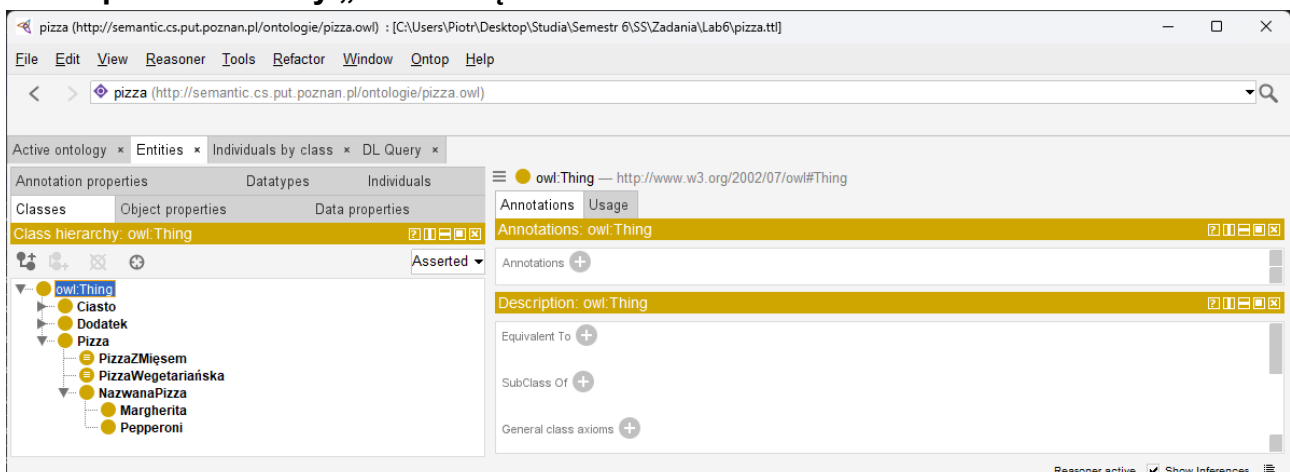 pizza (http://semantic.cs.put.poznan.pl/ontologie/pizza.owl) : [C:\Users\Piotr\Desktop\Studia\Semestr 6\SS\Zadania\Lab6\pizza.ttl]
File Edit View Reasoner Tools Refactor Window Ontop Help
pizza (http://semantic.cs.put.poznan.pl/ontologie/pizza.owl)
Active ontology × Entities × Individuals by class × DL Query ×
Annotation properties Datatypes Individuals
Classes Object properties Data properties
Class hierarchy: owl:Thing
Asserted
owl:Thing
Ciasto
Dodatek
Pizza
PizzaZMięsem
PizzaWegetariańska
NazwanaPizza
Margherita
Pepperoni
owl:Thing — http://www.w3.org/2002/07/owl#Thing
Annotations Usage
Annotations: owl:Thing
Annotations
Description: owl:Thing
Equivalent To
SubClass Of
General class axioms
Reasoner active Show Inferences